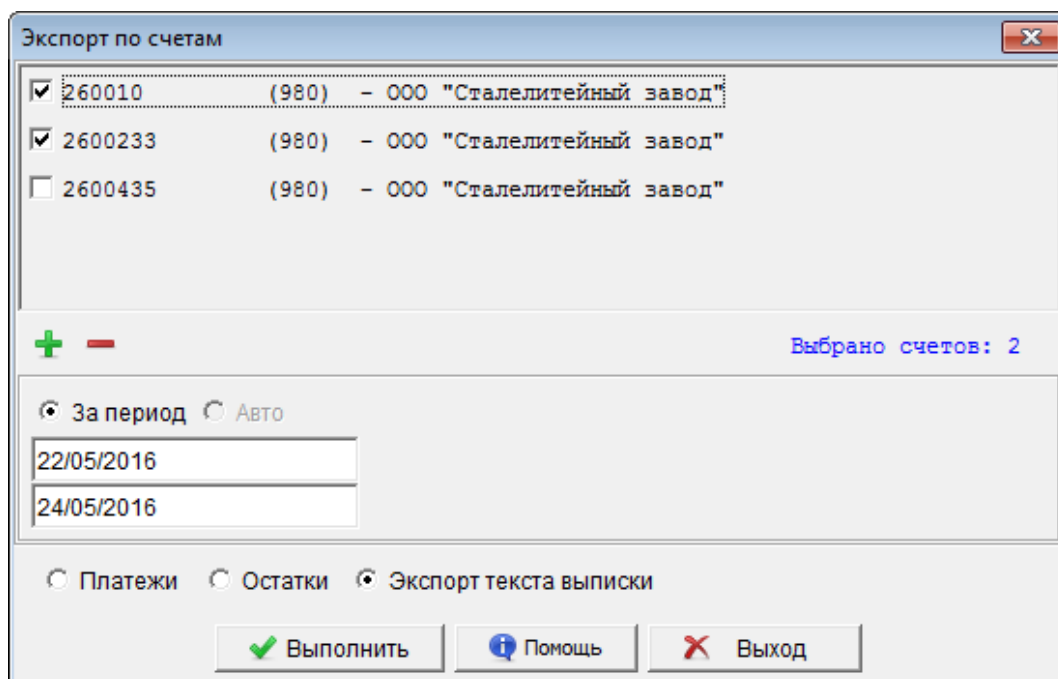 Экспорт по счетам
260010 (980) - ООО "Сталелитейный завод"
2600233 (980) - ООО "Сталелитейный завод"
2600435 (980) - ООО "Сталелитейный завод"
Выбрано счетов: 2
За период Авто
22/05/2016
24/05/2016
Платежи Остатки Экспорт текста выписки
Выполнить Помощь Выход